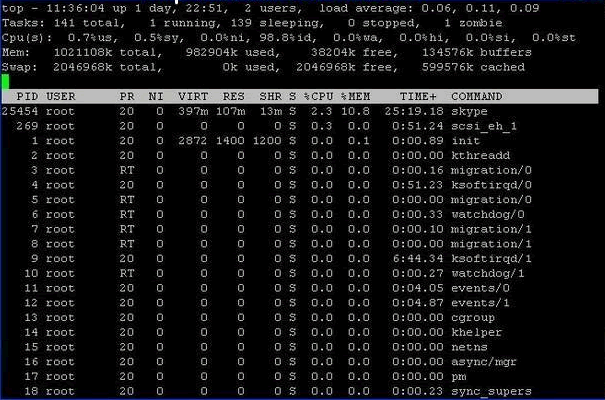 top - 11:36:04 up 1 day, 22:51,  2 users,  load average: 0.06, 0.11, 0.09
Tasks: 141 total,   1 running, 139 sleeping,   0 stopped,   1 zombie
Cpu(s):  0.7%us,  0.5%sy,  0.0%ni, 98.8%id,  0.0%wa,  0.0%hi,  0.0%si,  0.0%st
Mem:   1021108k total,   982904k used,    38204k free,   134576k buffers
Swap:  2046968k total,        0k used,  2046968k free,   599576k cached
PID USER PR NI VIRT RES SHR S %CPU %MEM TIME+ COMMAND
25454 root 20 0 397m 107m 13m S 2.3 10.8 25:19.18 skype
269 root 20 0 0 0 0 S 0.3 0.0 0:51.24 scsi_eh_1
1 root 20 0 2872 1400 1200 S 0.0 0.1 0:00.89 init
2 root 20 0 0 0 0 S 0.0 0.0 0:00.00 kthreadd
3 root RT 0 0 0 0 S 0.0 0.0 0:00.16 migration/0
4 root 20 0 0 0 0 S 0.0 0.0 0:51.23 ksoftirqd/0
5 root RT 0 0 0 0 S 0.0 0.0 0:00.00 migration/0
6 root RT 0 0 0 0 S 0.0 0.0 0:00.33 watchdog/0
7 root RT 0 0 0 0 S 0.0 0.0 0:00.10 migration/1
8 root RT 0 0 0 0 S 0.0 0.0 0:00.00 migration/1
9 root 20 0 0 0 0 S 0.0 0.0 6:44.34 ksoftirqd/1
10 root RT 0 0 0 0 S 0.0 0.0 0:00.27 watchdog/1
11 root 20 0 0 0 0 S 0.0 0.0 0:04.05 events/0
12 root 20 0 0 0 0 S 0.0 0.0 0:04.87 events/1
13 root 20 0 0 0 0 S 0.0 0.0 0:00.00 cgroup
14 root 20 0 0 0 0 S 0.0 0.0 0:00.00 khelper
15 root 20 0 0 0 0 S 0.0 0.0 0:00.00 netns
16 root 20 0 0 0 0 S 0.0 0.0 0:00.00 async/mgr
17 root 20 0 0 0 0 S 0.0 0.0 0:00.00 pm
18 root 20 0 0 0 0 S 0.0 0.0 0:00.23 sync_supers